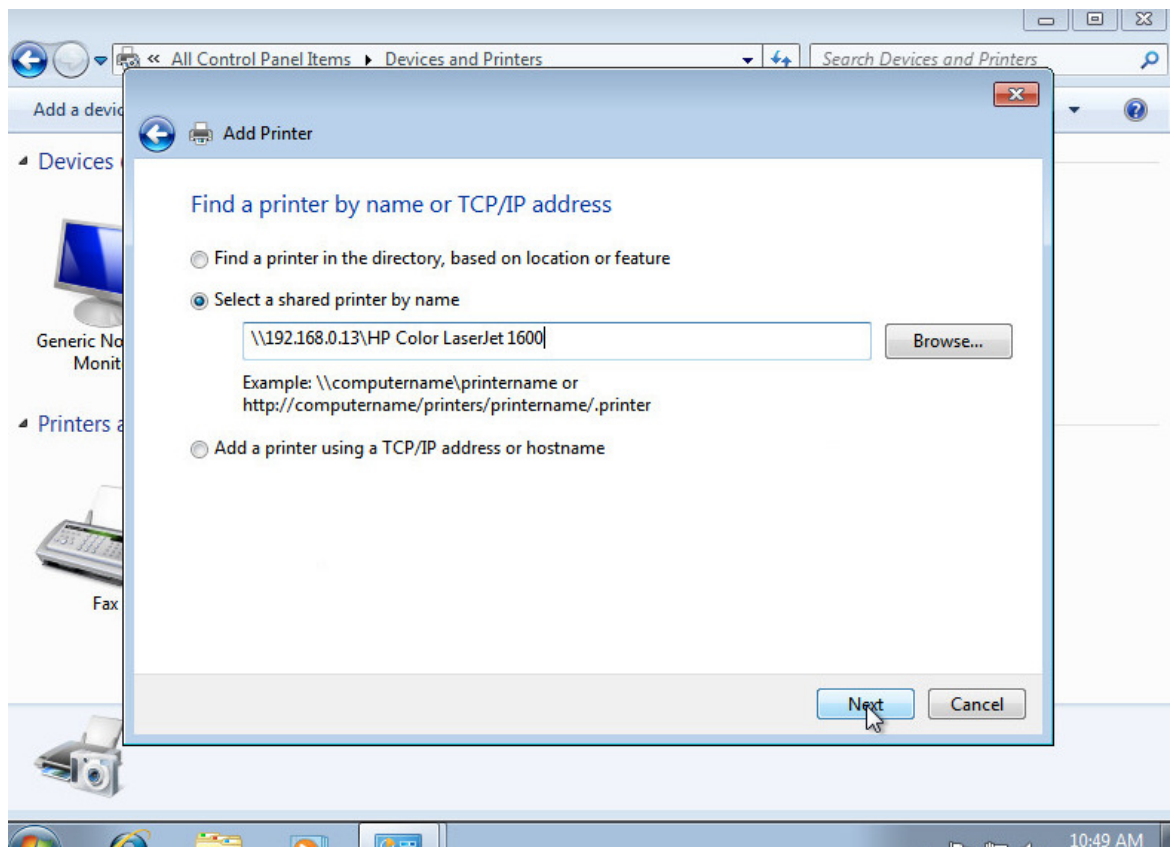 « All Control Panel Items ▸ Devices and Printers
Search Devices and Printers
Add a devic
Add Printer
Devices
Find a printer by name or TCP/IP address
Find a printer in the directory, based on location or feature
Select a shared printer by name
\\192.168.0.13\HP Color LaserJet 1600
Browse...
Generic No
Monit
Example: \\computername\printername or
http://computername/printers/printername/.printer
Printers a
Add a printer using a TCP/IP address or hostname
Fax
Next
Cancel
10:49 AM